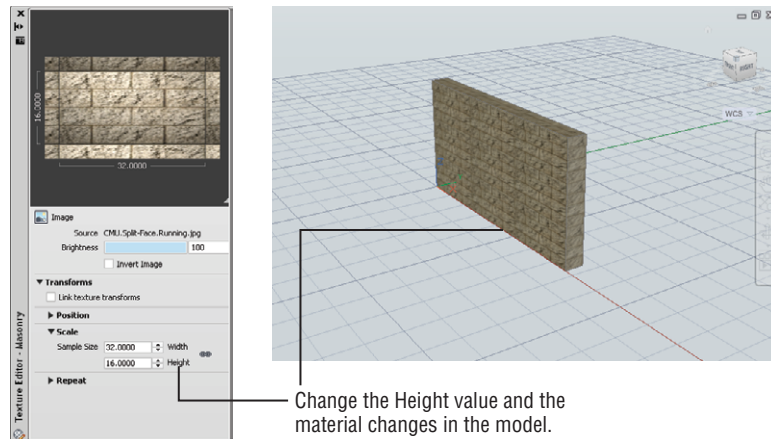 16.0000
32.0000
Image
Source CMU.Split-Face.Running.jpg
Brightness 100
Invert Image
Transforms
Link texture transforms
Position
Scale
Sample Size 32.0000 Width
16.0000 Height
Repeat
Texture Editor - Masonry
RIGHT
WCS
Change the Height value and the
material changes in the model.